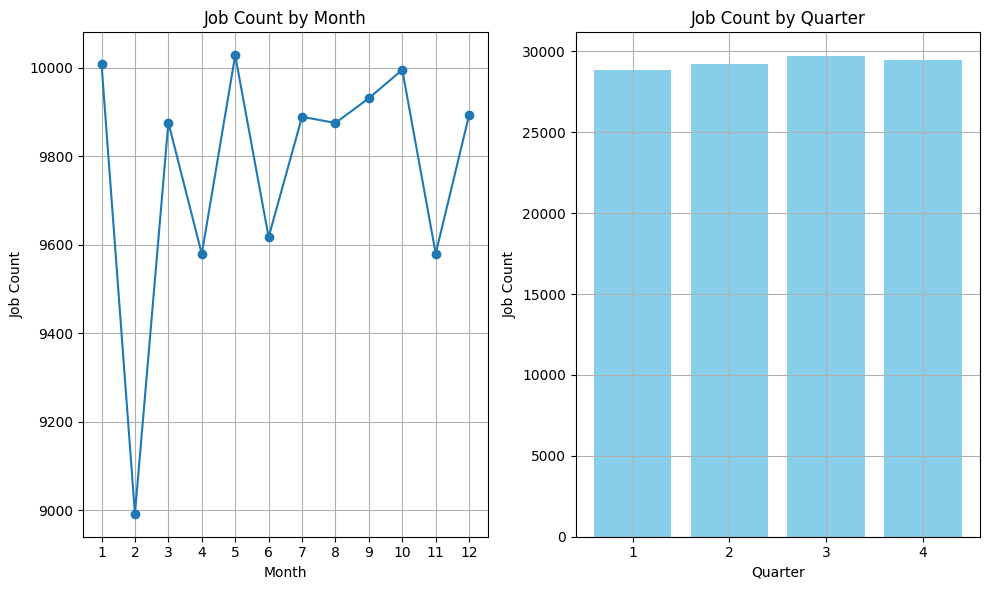 Job Count by Month
Job Count
10000
9800
9600
9400
9200
9000
1 2 3 4 5 6 7 8 9 10 11 12
Month
Job Count by Quarter
Job Count
30000
25000
20000
15000
10000
5000
0
1 2 3 4
Quarter